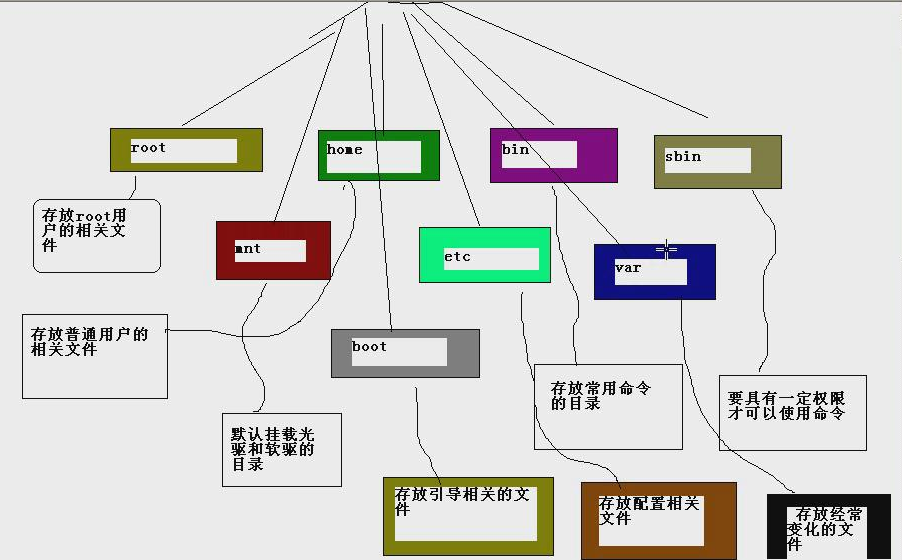 root
home
bin
sbin
存放root用
户的相关文
件
mnt
etc
var
存放普通用户的
相关文件
boot
存放常用命令
的目录
要具有一定权限
才可以使用命令
默认挂载光
驱和软驱的
目录
存放引导相关的文
件
存放配置相关
文件
存放经常
变化的文
件